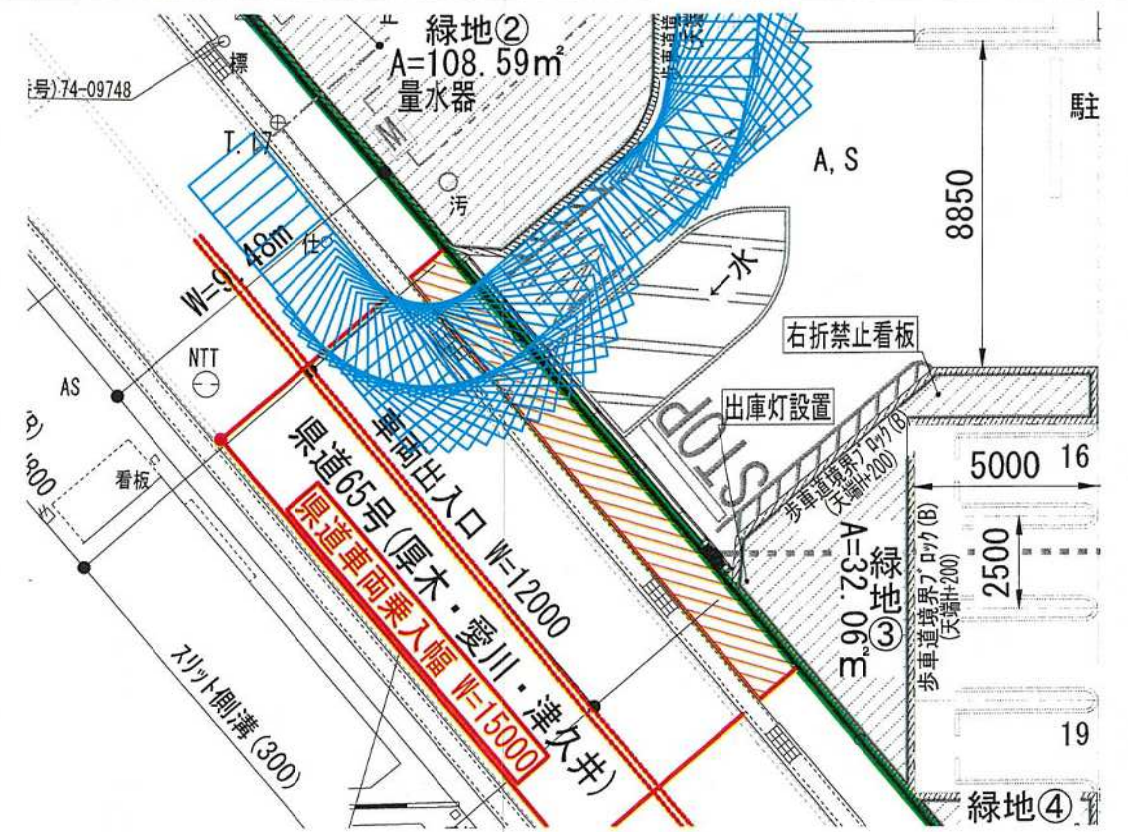 緑地②
A=108.59㎡
量水器
標
号)74-09748
T.17
M
汚
仕
W=9.48m
NTT
AS
A,S
駐
8850
←水
右折禁止看板
出庫灯設置
STOP
歩車道境界ブロック(B)
(天端H+200)
5000
16
2500
歩車道境界ブロック(B)
(天端H+200)
緑地③
A=32.06㎡
19
緑地④
車両出入口 W=12000
県道65号(厚木・愛川・津久井)
県道車両乗入幅 W=15000
看板
スリット側溝(300)